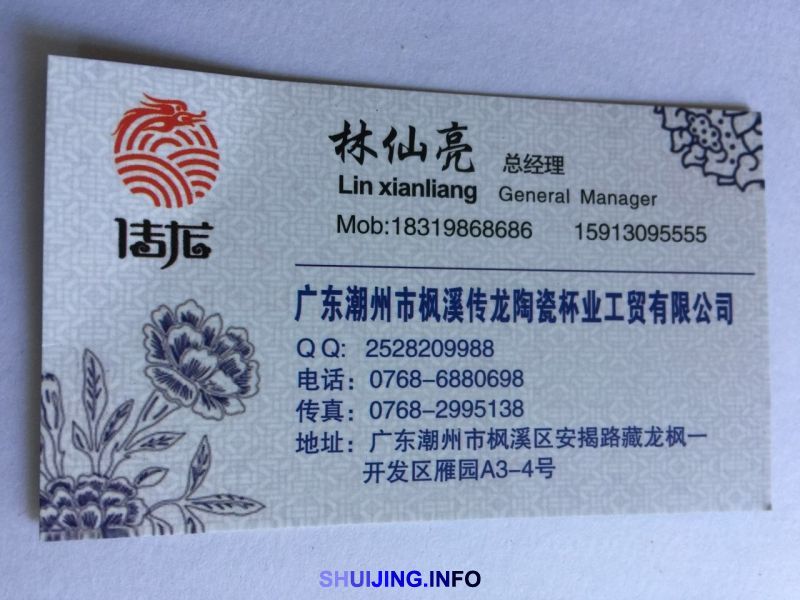 林仙亮 总经理
Lin xianliang General Manager
Mob:18319868686 15913095555
佶龙
广东潮州市枫溪传龙陶瓷杯业工贸有限公司
QQ: 2528209988
电话：0768-6880698
传真：0768-2995138
地址：广东潮州市枫溪区安揭路藏龙枫一
开发区雁园A3-4号
SHUIJING.INFO